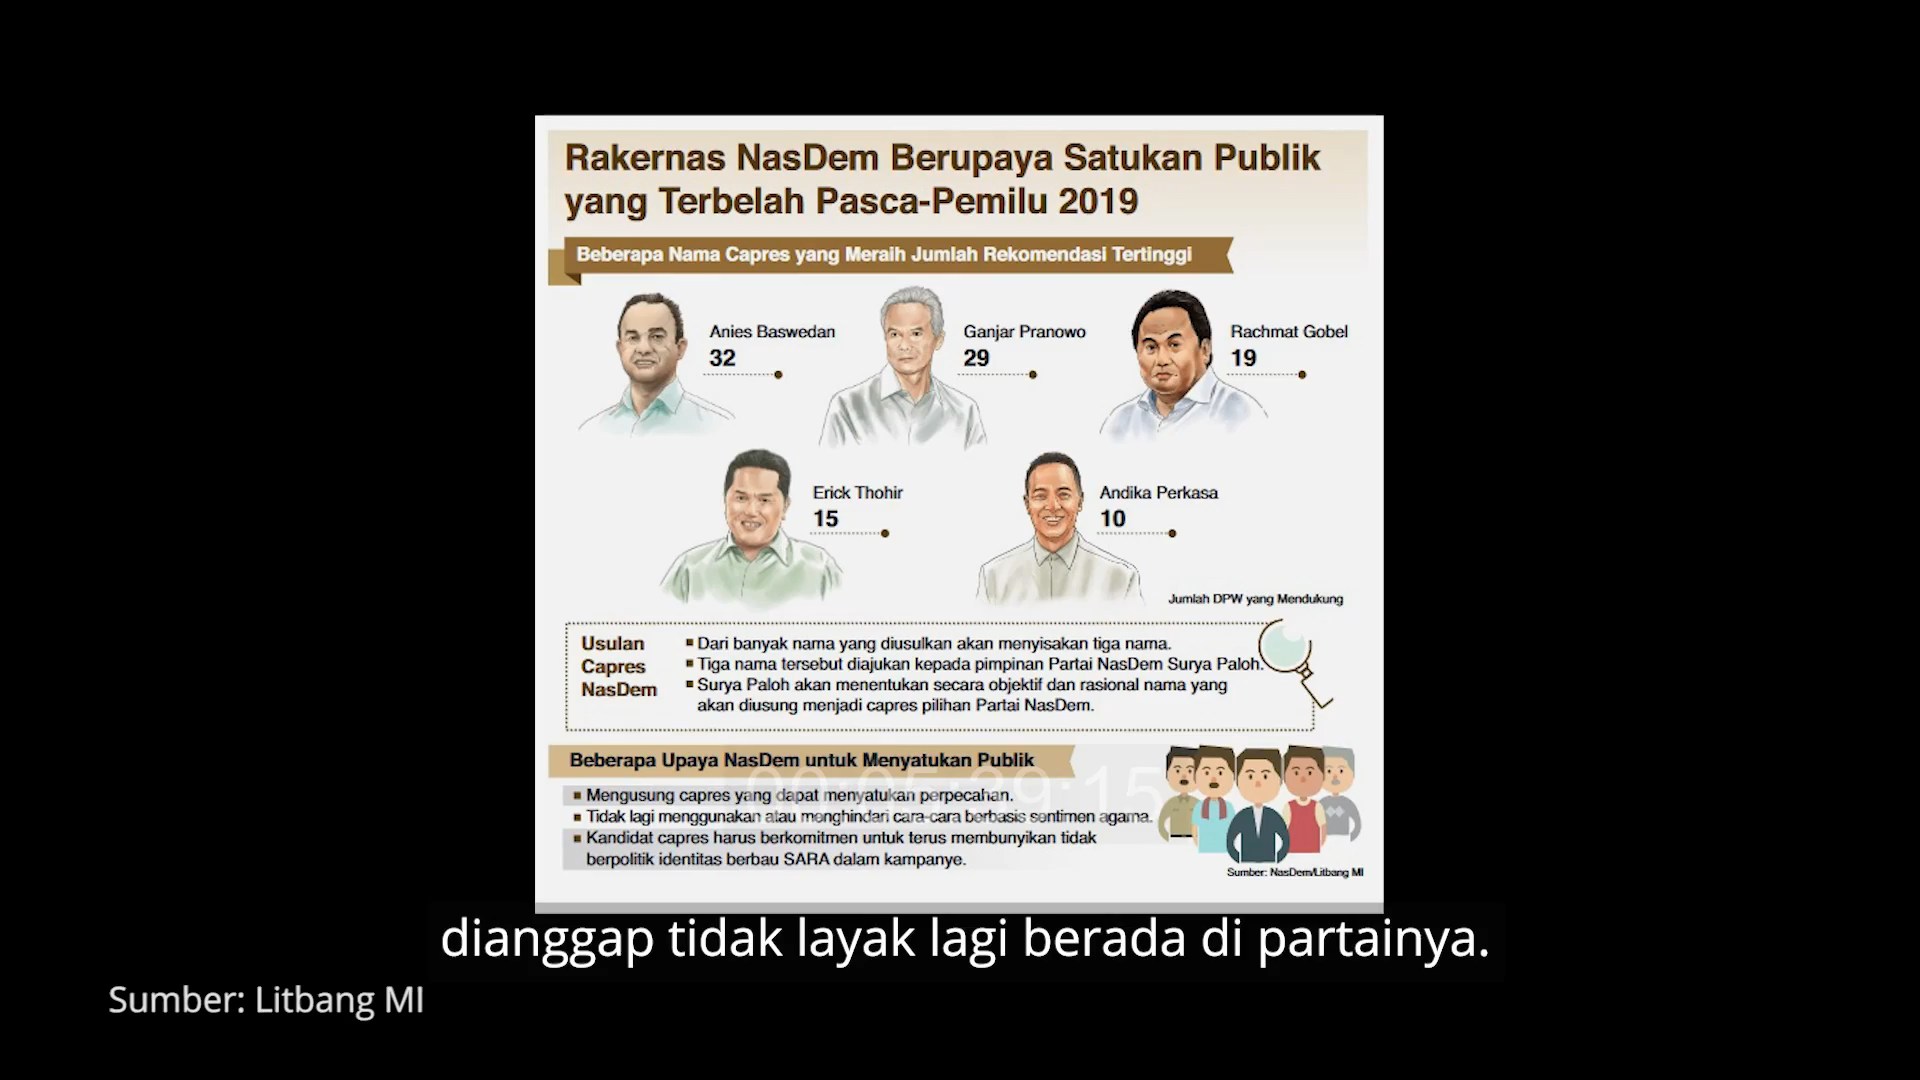 Rakernas NasDem Berupaya Satukan Publik
yang Terbelah Pasca-Pemilu 2019
Beberapa Nama Capres yang Meraih Jumlah Rekomendasi Tertinggi
Anies Baswedan
32
Ganjar Pranowo
29
Rachmat Gobel
19
Erick Thohir
15
Andika Perkasa
10
Jumlah DPW yang Mendukung
Usulan
Capres
NasDem
Dari banyak nama yang diusulkan akan menyisakan tiga nama.
Tiga nama tersebut diajukan kepada pimpinan Partai NasDem Surya Paloh.
Surya Paloh akan menentukan secara objektif dan rasional nama yang
akan diusung menjadi capres pilihan Partai NasDem.
Beberapa Upaya NasDem untuk Menyatukan Publik
Mengusung capres yang dapat menyatukan perpecahan.
Tidak lagi menggunakan atau menghindari cara-cara berbasis sentimen agama.
Kandidat capres harus berkomitmen untuk terus membunyikan tidak
berpolitik identitas berbau SARA dalam kampanye.
Sumber: NasDem/Litbang MI
dianggap tidak layak lagi berada di partainya.
Sumber: Litbang MI